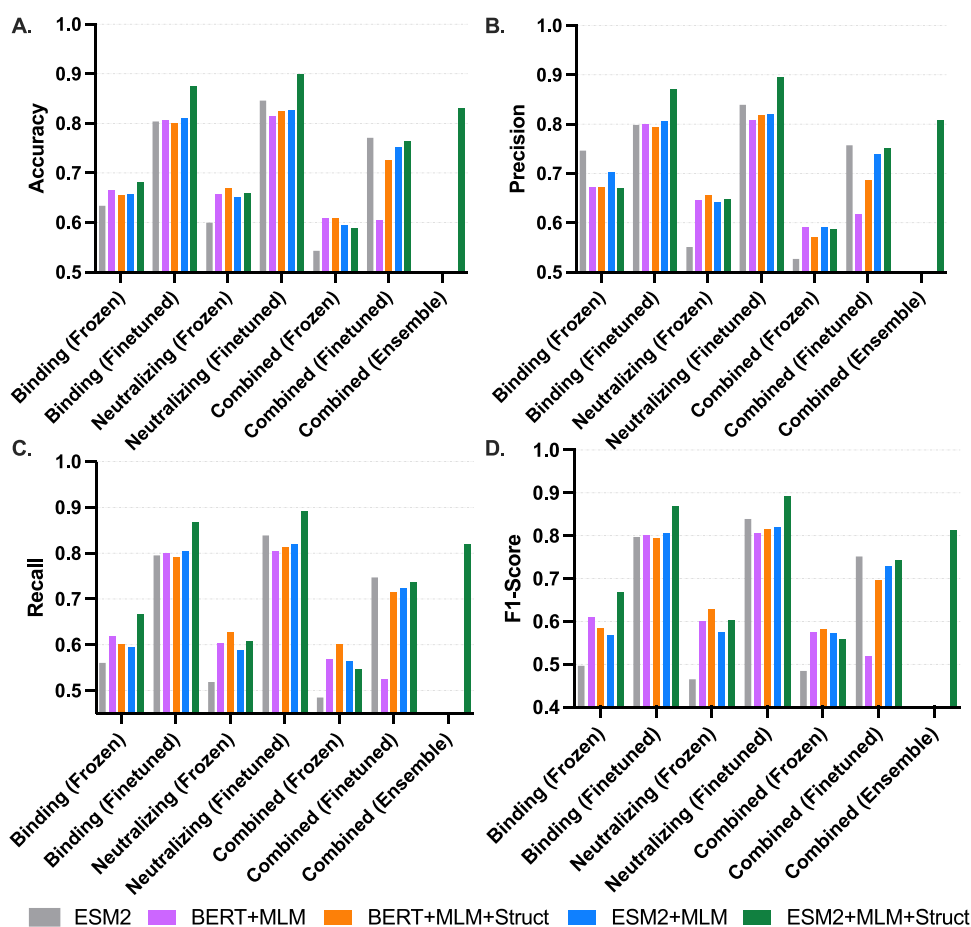 A.
Accuracy
1.0
0.9
0.8
0.7
0.6
0.5
Binding (Frozen)
Binding (Finetuned)
Neutralizing (Frozen)
Neutralizing (Finetuned)
Combined (Frozen)
Combined (Finetuned)
Combined (Ensemble)
B.
Precision
1.0
0.9
0.8
0.7
0.6
0.5
Binding (Frozen)
Binding (Finetuned)
Neutralizing (Frozen)
Neutralizing (Finetuned)
Combined (Frozen)
Combined (Finetuned)
Combined (Ensemble)
C.
Recall
1.0
0.9
0.8
0.7
0.6
0.5
Binding (Frozen)
Binding (Finetuned)
Neutralizing (Frozen)
Neutralizing (Finetuned)
Combined (Frozen)
Combined (Finetuned)
Combined (Ensemble)
D.
F1-Score
1.0
0.9
0.8
0.7
0.6
0.5
0.4
Binding (Frozen)
Binding (Finetuned)
Neutralizing (Frozen)
Neutralizing (Finetuned)
Combined (Frozen)
Combined (Finetuned)
Combined (Ensemble)
ESM2 BERT+MLM BERT+MLM+Struct ESM2+MLM ESM2+MLM+Struct